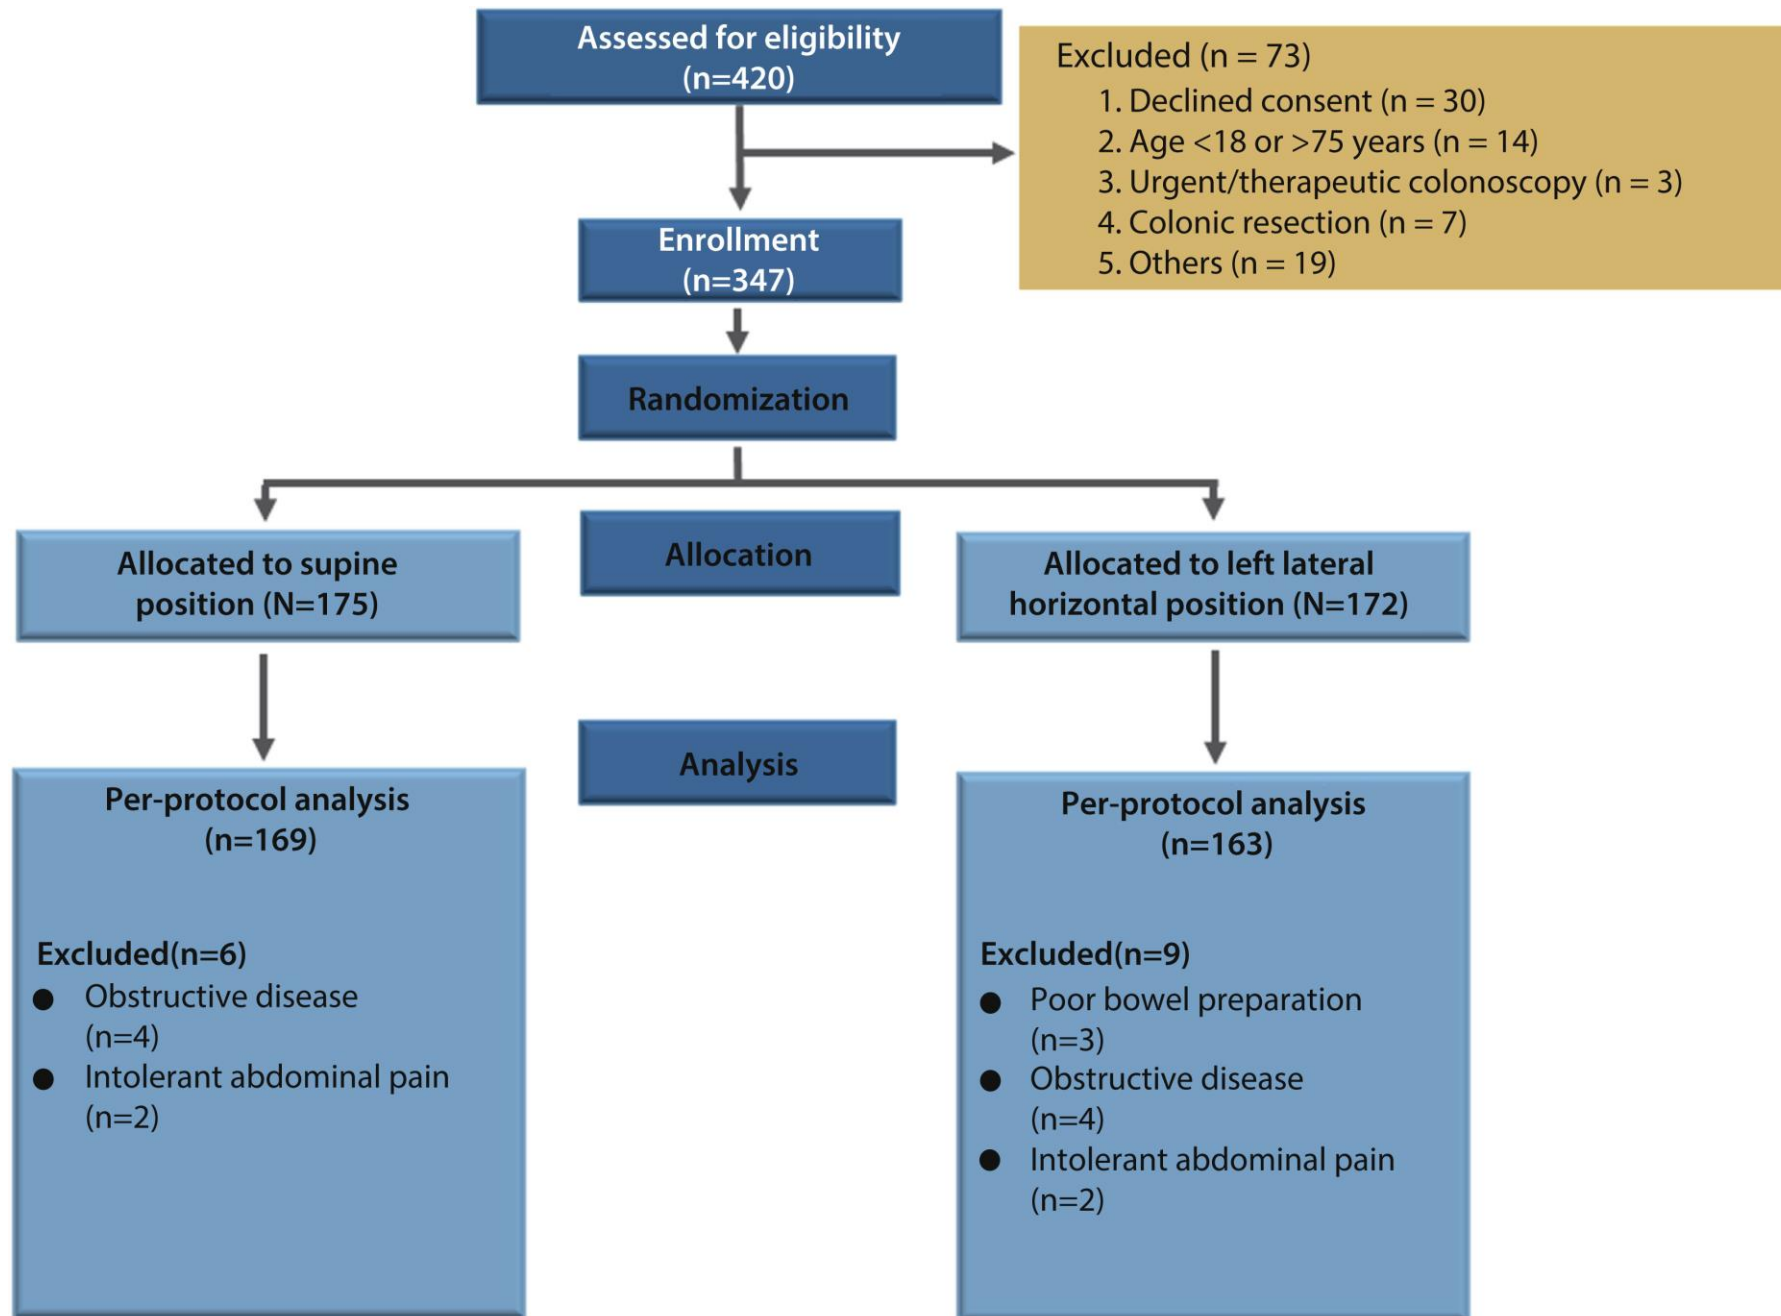 Assessed for eligibility
(n=420)
Excluded (n = 73)
1. Declined consent (n = 30)
2. Age <18 or >75 years (n = 14)
3. Urgent/therapeutic colonoscopy (n = 3)
4. Colonic resection (n = 7)
5. Others (n = 19)
Enrollment
(n=347)
Randomization
Allocated to supine
position (N=175)
Allocation
Allocated to left lateral
horizontal position (N=172)
Analysis
Per-protocol analysis
(n=169)
Excluded(n=6)
● Obstructive disease
(n=4)
● Intolerant abdominal pain
(n=2)
Per-protocol analysis
(n=163)
Excluded(n=9)
● Poor bowel preparation
(n=3)
● Obstructive disease
(n=4)
● Intolerant abdominal pain
(n=2)